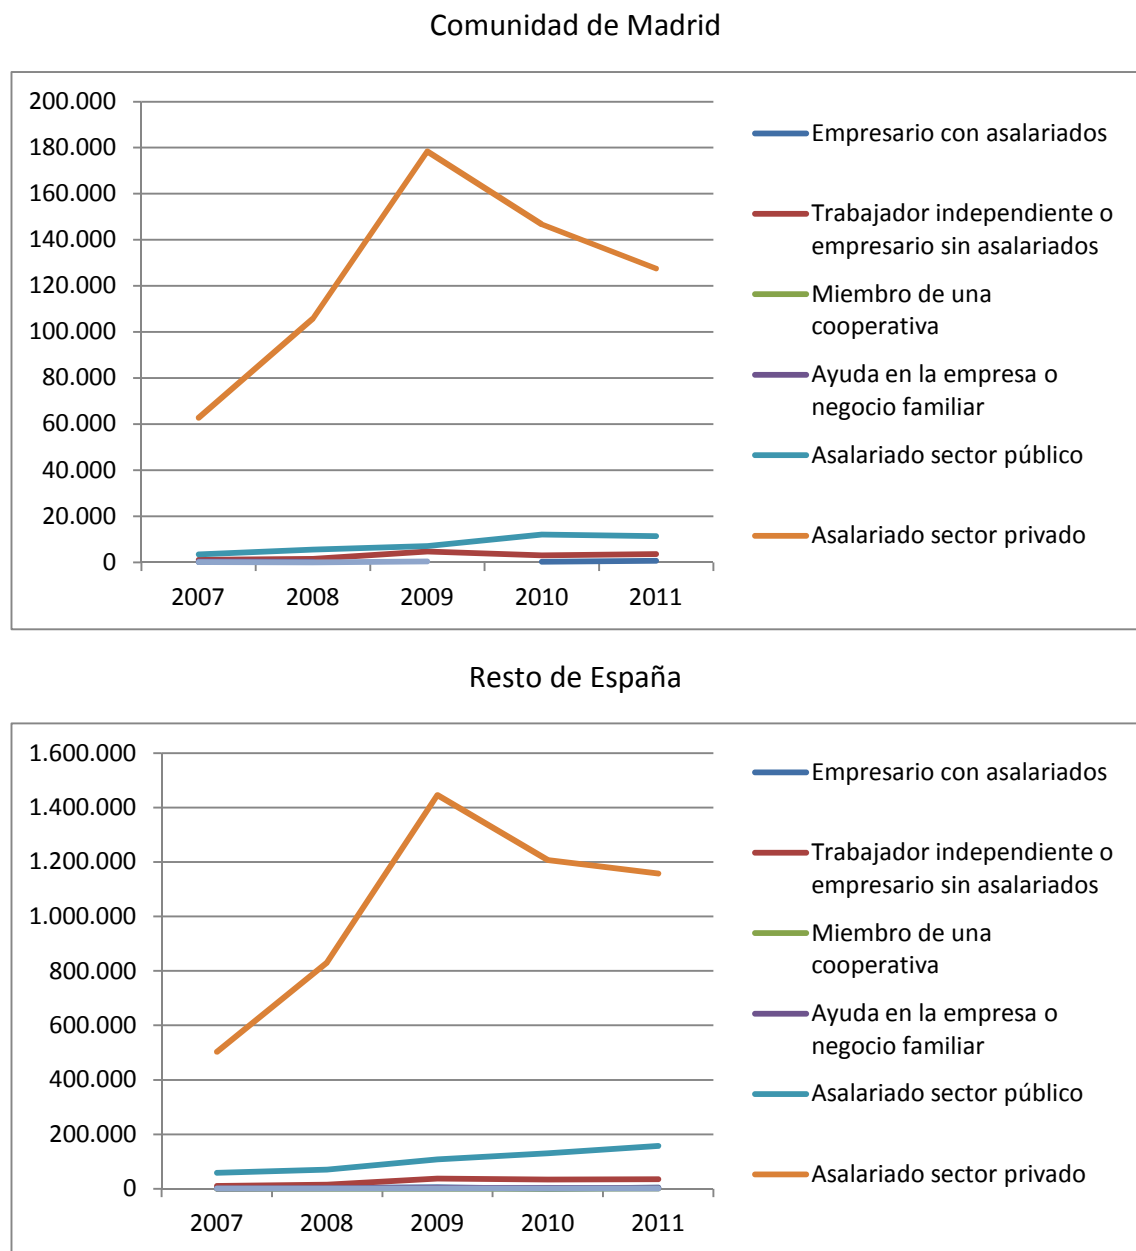 Comunidad de Madrid
200.000
180.000
160.000
140.000
120.000
100.000
80.000
60.000
40.000
20.000
0
2007 2008 2009 2010 2011
Empresario con asalariados
Trabajador independiente o
empresario sin asalariados
Miembro de una
cooperativa
Ayuda en la empresa o
negocio familiar
Asalariado sector público
Asalariado sector privado
Resto de España
1.600.000
1.400.000
1.200.000
1.000.000
800.000
600.000
400.000
200.000
0
2007 2008 2009 2010 2011
Empresario con asalariados
Trabajador independiente o
empresario sin asalariados
Miembro de una
cooperativa
Ayuda en la empresa o
negocio familiar
Asalariado sector público
Asalariado sector privado